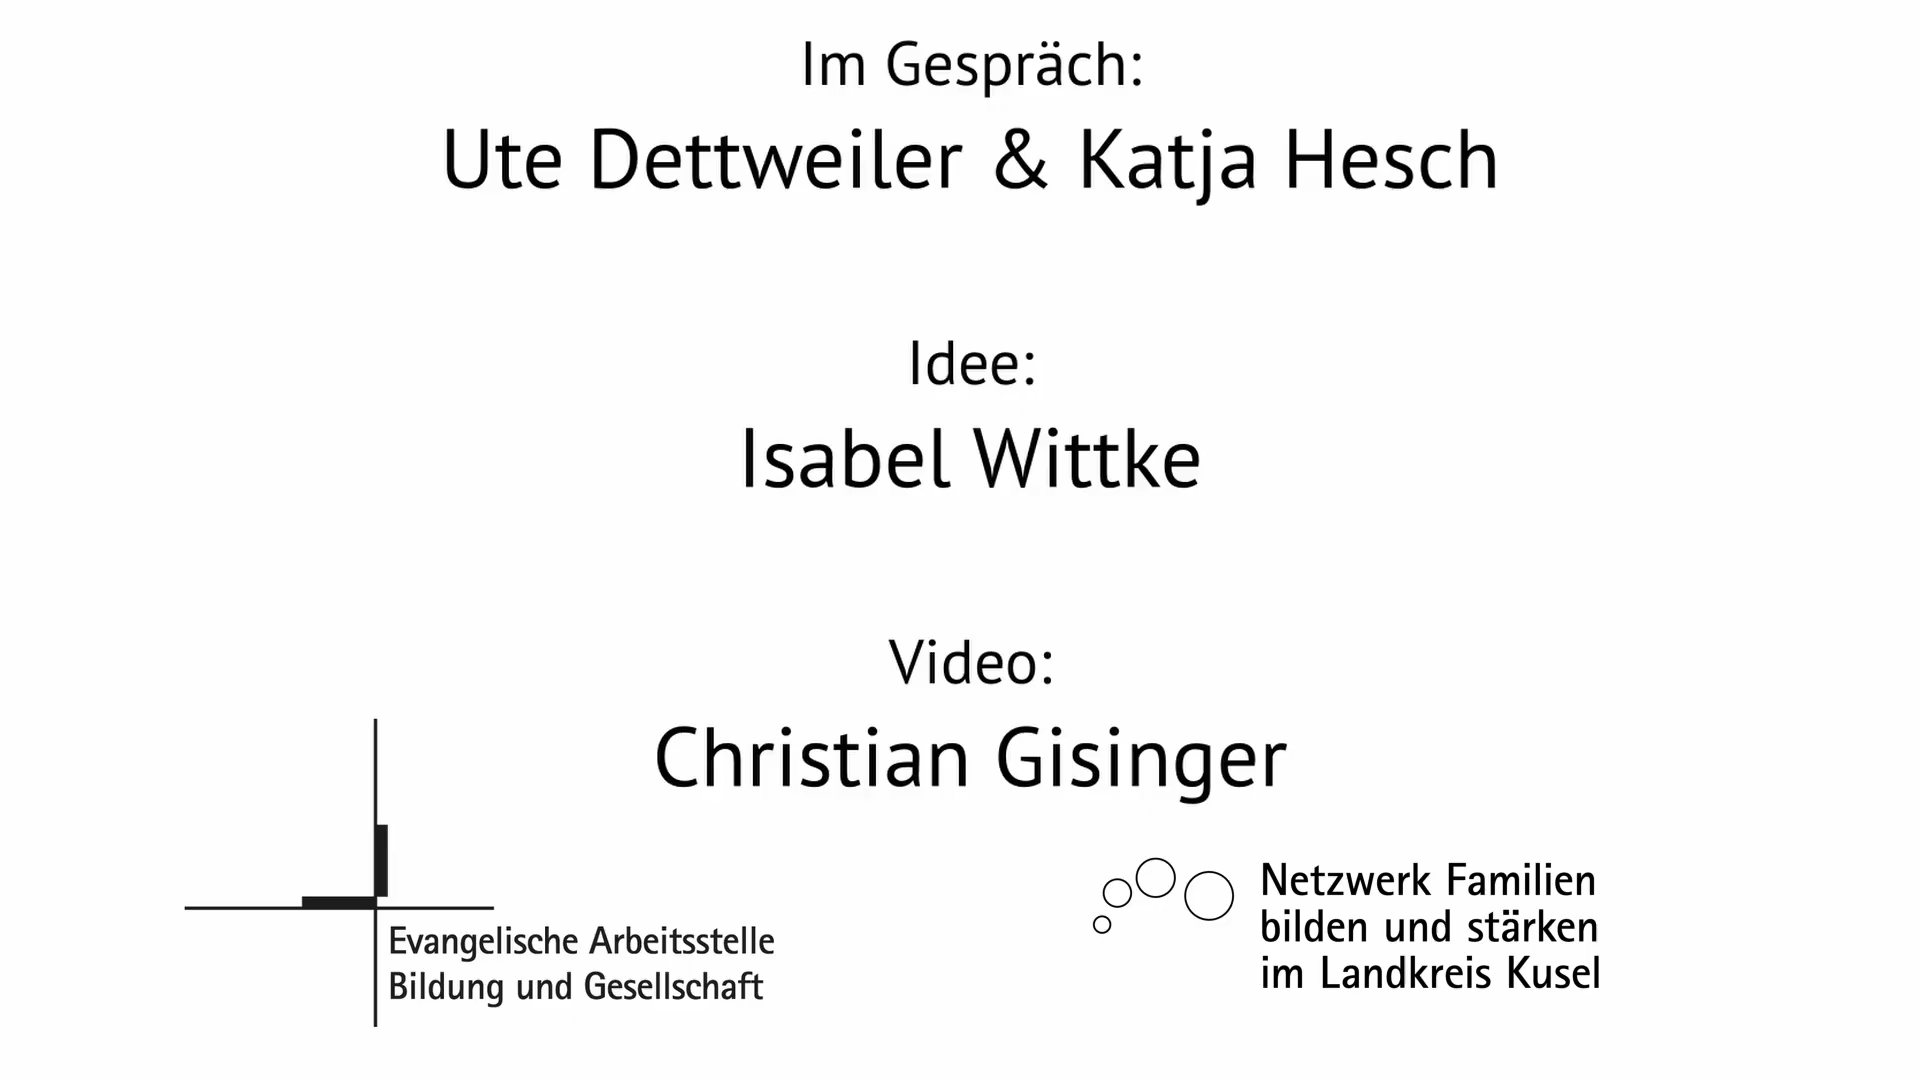 Im Gespräch:
Ute Dettweiler & Katja Hesch
Idee:
Isabel Wittke
Video:
Christian Gisinger
Evangelische Arbeitsstelle
Bildung und Gesellschaft
Netzwerk Familien
bilden und stärken
im Landkreis Kusel